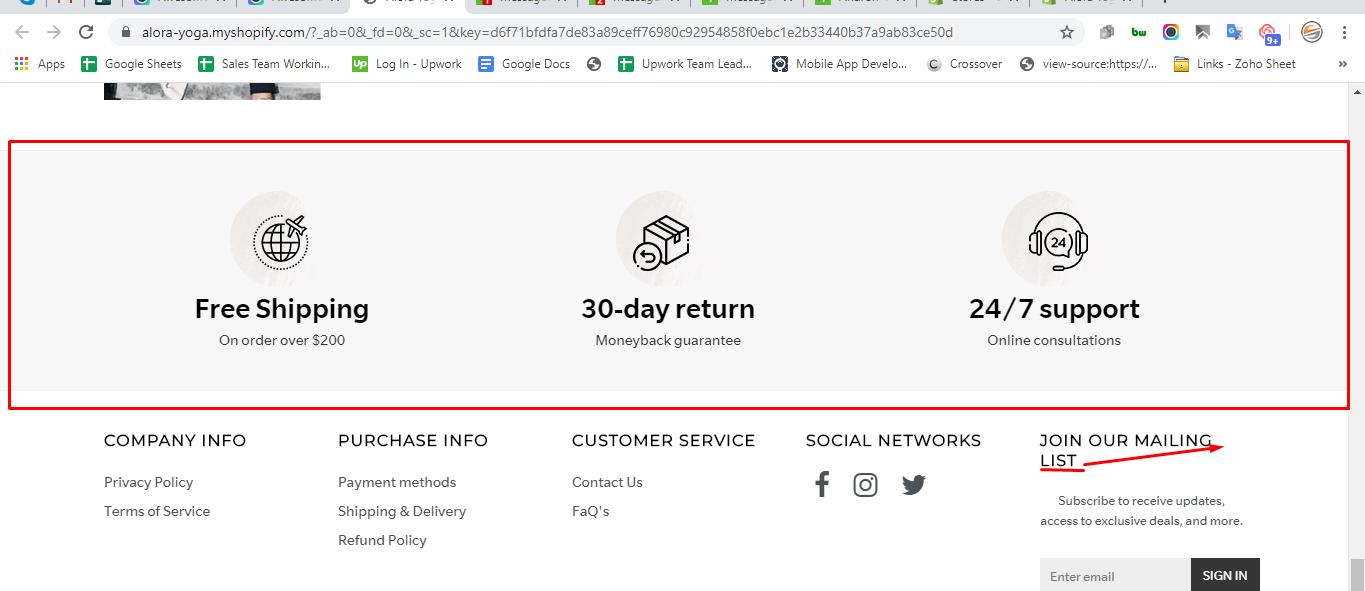 alora-yoga.myshopify.com/?_ab=0&_fd=0&_sc=1&key=d6f71bfdfa7de83a89ceff76980c92954858f0ebc1e2b33440b37a9ab83ce50d
bw
9+
Apps
Google Sheets
Sales Team Workin...
Up
Log In - Upwork
Google Docs
Upwork Team Lead...
Mobile App Develo...
Crossover
view-source:https://...
Links - Zoho Sheet
»
24
Free Shipping
30-day return
24/7 support
On order over $200
Moneyback guarantee
Online consultations
COMPANY INFO
Privacy Policy
Terms of Service
PURCHASE INFO
Payment methods
Shipping & Delivery
Refund Policy
CUSTOMER SERVICE
Contact Us
FaQ's
SOCIAL NETWORKS
JOIN OUR MAILING
LIST
Subscribe to receive updates,
access to exclusive deals, and more.
Enter email
SIGN IN